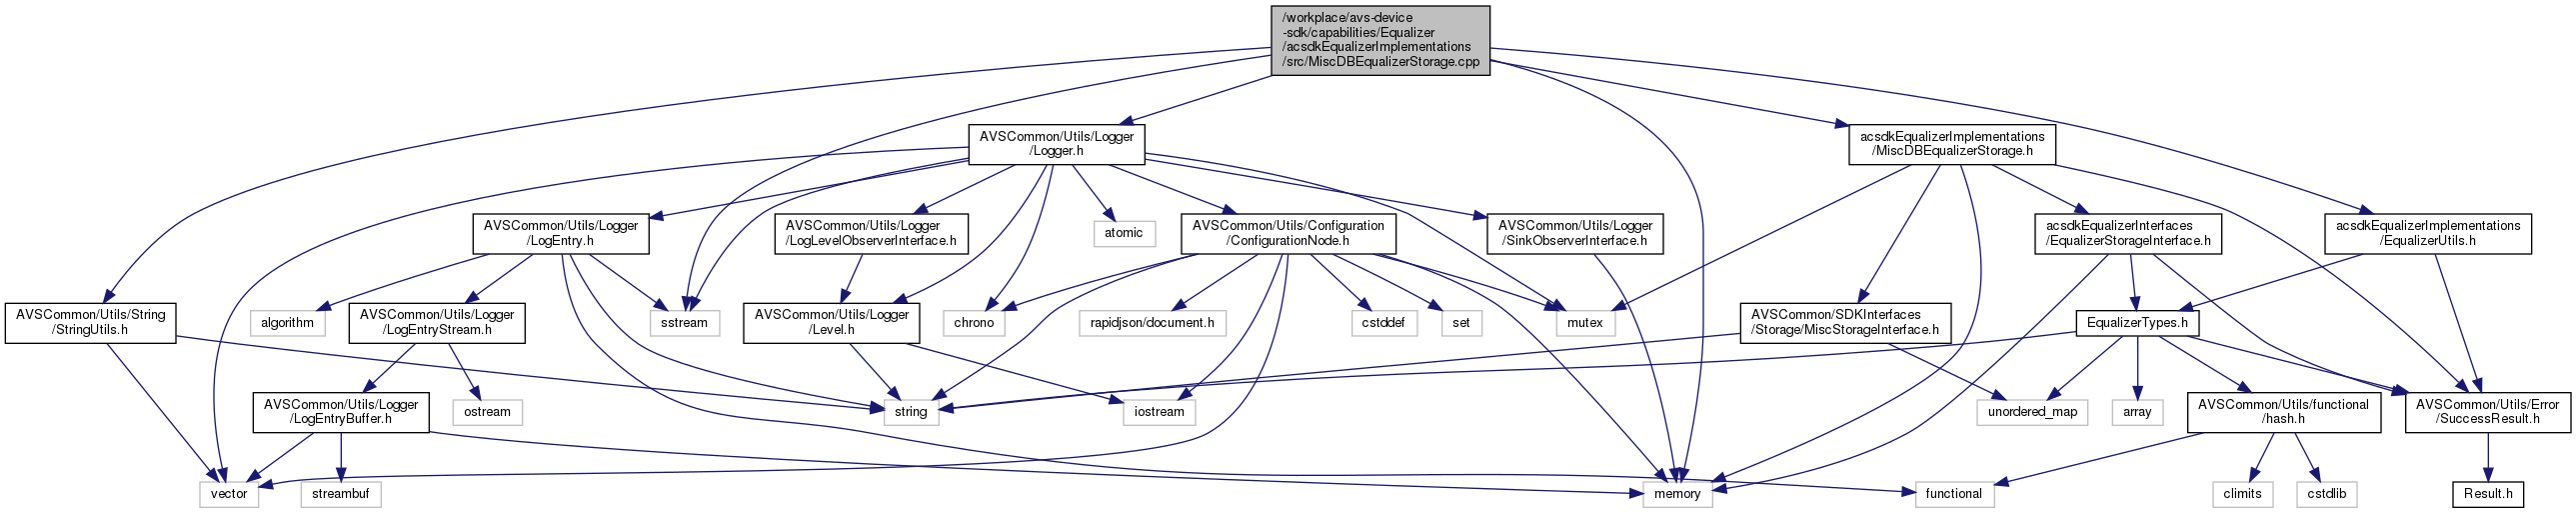 /workplace/avs-device
-sdk/capabilities/Equalizer
/acsdkEqualizerImplementations
/src/MiscDBEqualizerStorage.cpp
AVSCommon/Utils/Logger
/Logger.h
acsdkEqualizerImplementations
/MiscDBEqualizerStorage.h
AVSCommon/Utils/Logger
/LogEntry.h
AVSCommon/Utils/Logger
/LogLevelObserverInterface.h
atomic
AVSCommon/Utils/Configuration
/ConfigurationNode.h
AVSCommon/Utils/Logger
/SinkObserverInterface.h
acsdkEqualizerInterfaces
/EqualizerStorageInterface.h
acsdkEqualizerImplementations
/EqualizerUtils.h
AVSCommon/Utils/String
/StringUtils.h
algorithm
AVSCommon/Utils/Logger
/LogEntryStream.h
sstream
AVSCommon/Utils/Logger
/Level.h
chrono
rapidjson/document.h
cstddef
set
mutex
AVSCommon/SDKInterfaces
/Storage/MiscStorageInterface.h
EqualizerTypes.h
AVSCommon/Utils/Logger
/LogEntryBuffer.h
ostream
string
iostream
unordered_map
array
AVSCommon/Utils/functional
/hash.h
AVSCommon/Utils/Error
/SuccessResult.h
vector
streambuf
memory
functional
climits
cstdlib
Result.h